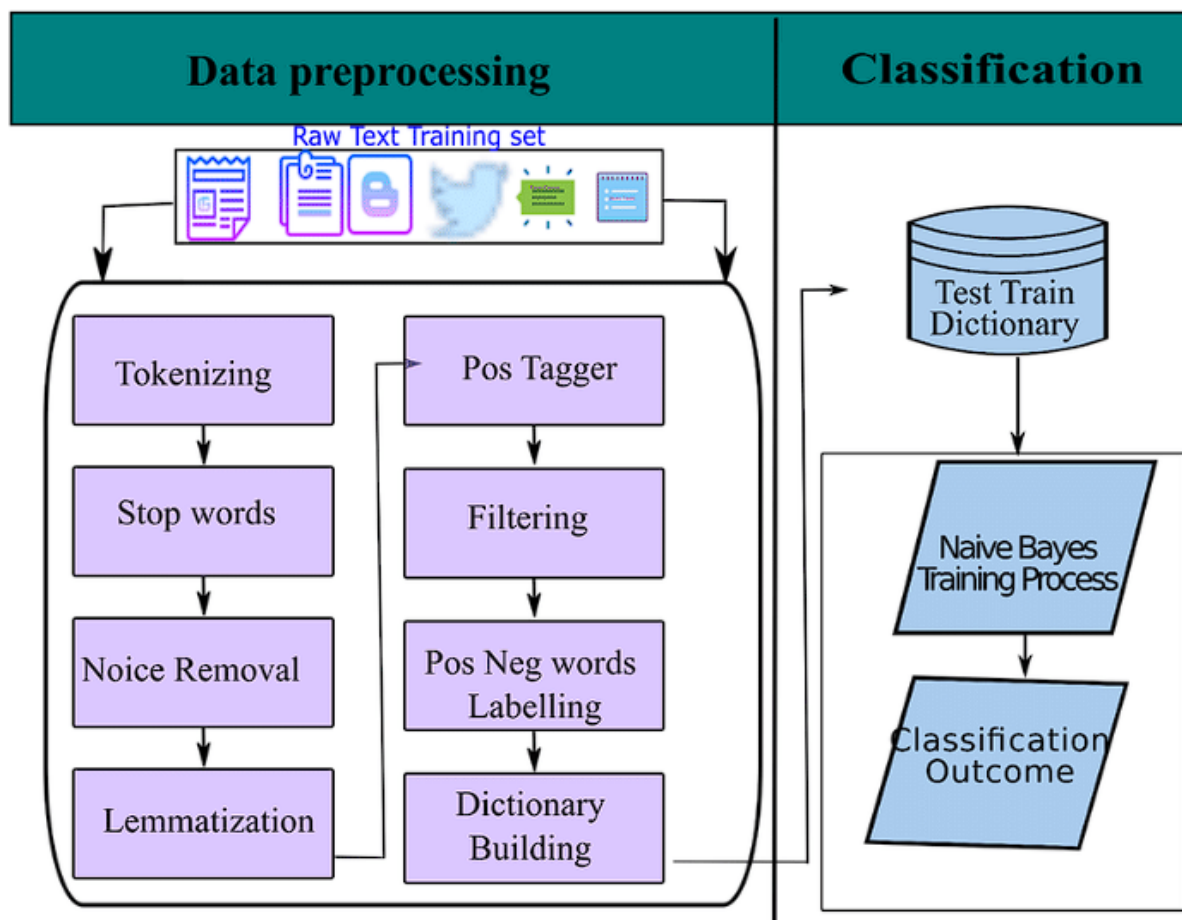 Data preprocessing
Classification
Raw Text Training set
Tokenizing
Stop words
Noice Removal
Lemmatization
Pos Tagger
Filtering
Pos Neg words
Labelling
Dictionary
Building
Test Train
Dictionary
Naive Bayes
Training Process
Classification
Outcome